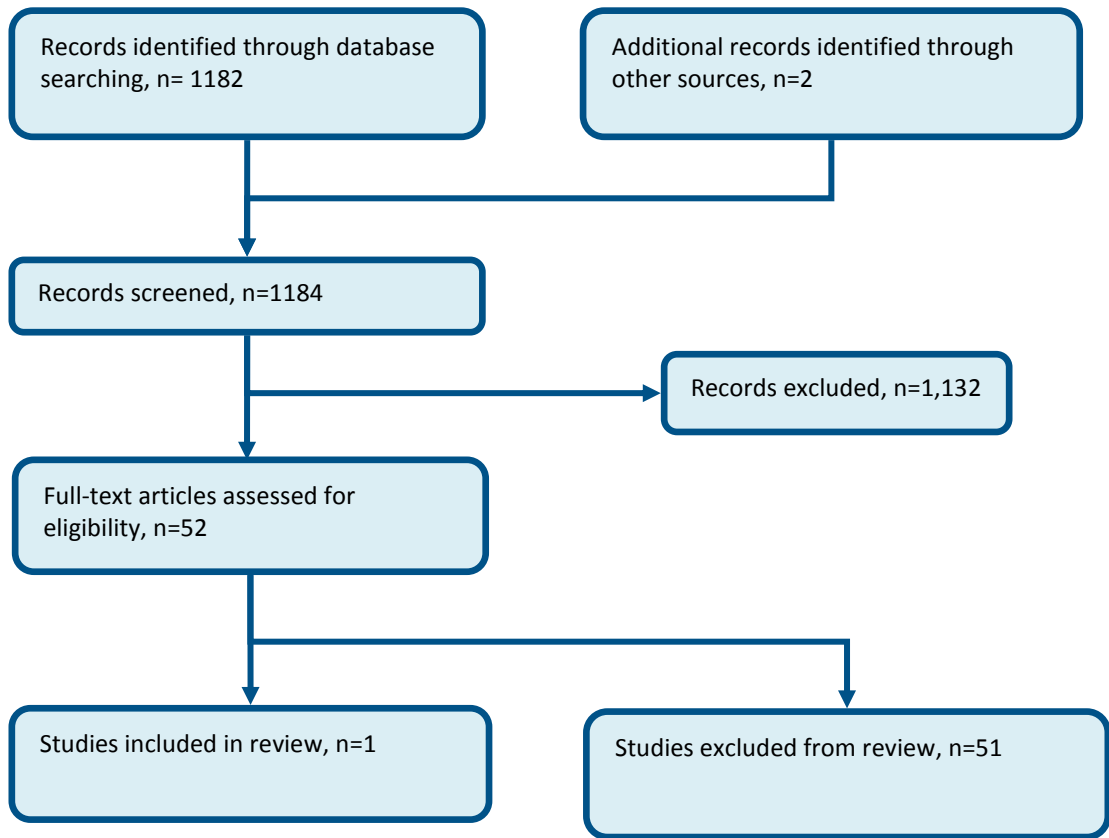 Records identified through database
searching, n= 1182
Additional records identified through
other sources, n=2
Records screened, n=1184
Records excluded, n=1,132
Full-text articles assessed for
eligibility, n=52
Studies included in review, n=1
Studies excluded from review, n=51